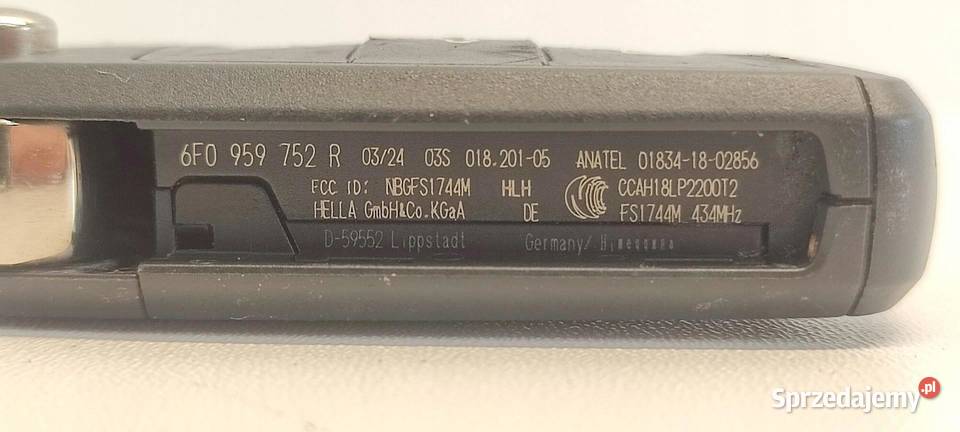 6F0 959 752 R 03/24 03S 018.201-05 ANATEL 01834-18-02856
FCC ID: NBGFS1744M HLH CCAH18LP2200T2
HELLA GmbH&Co.KGaA DE FS1744M 434MHz
D-59552 Lippstadt Germany/
Sprzedajemy.pl